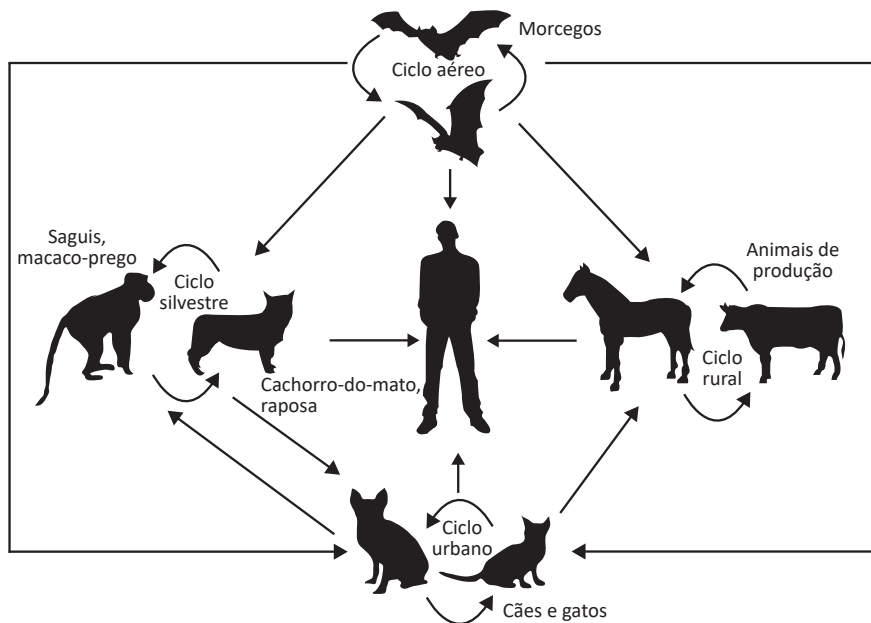 Morcegos
Ciclo aéreo
Saguis,
macaco-prego
Ciclo
silvestre
Cachorro-do-mato,
raposa
Animais de
produção
Ciclo
rural
Ciclo
urbano
Cães e gatos